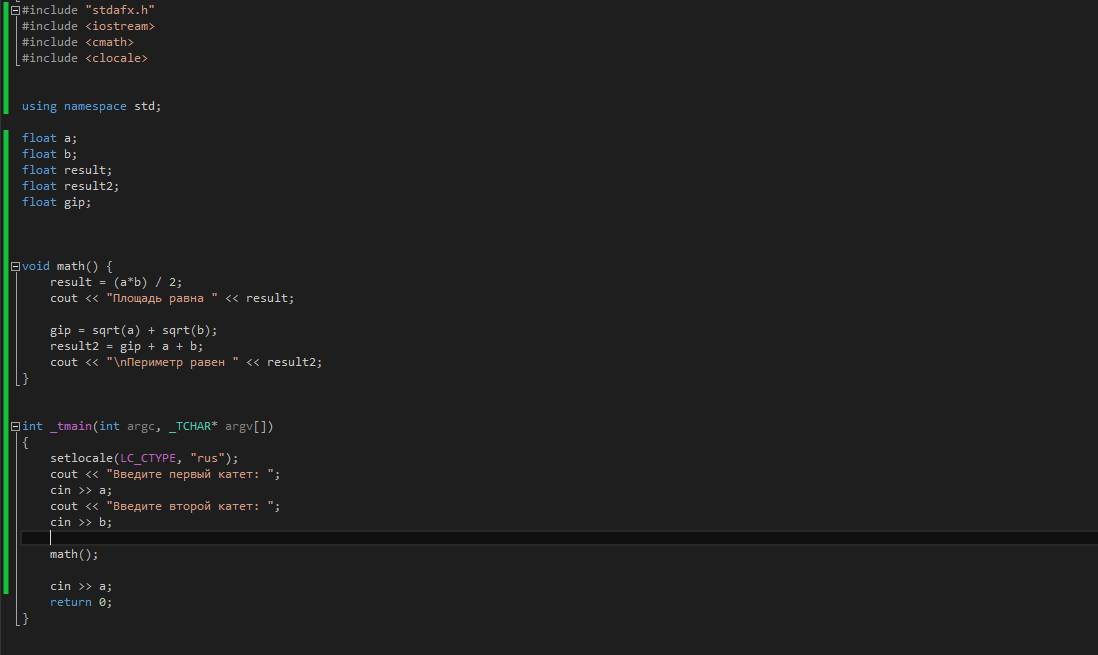 #include "stdafx.h"
#include <iostream>
#include <cmath>
#include <clocale>
using namespace std;
float a;
float b;
float result;
float result2;
float gip;
void math() {
result = (a*b) / 2;
cout << "Площадь равна " << result;
gip = sqrt(a) + sqrt(b);
result2 = gip + a + b;
cout << "\nПериметр равен " << result2;
}
int _tmain(int argc, _TCHAR* argv[])
{
setlocale(LC_CTYPE, "rus");
cout << "Введите первый катет: ";
cin >> a;
cout << "Введите второй катет: ";
cin >> b;
math();
cin >> a;
return 0;
}